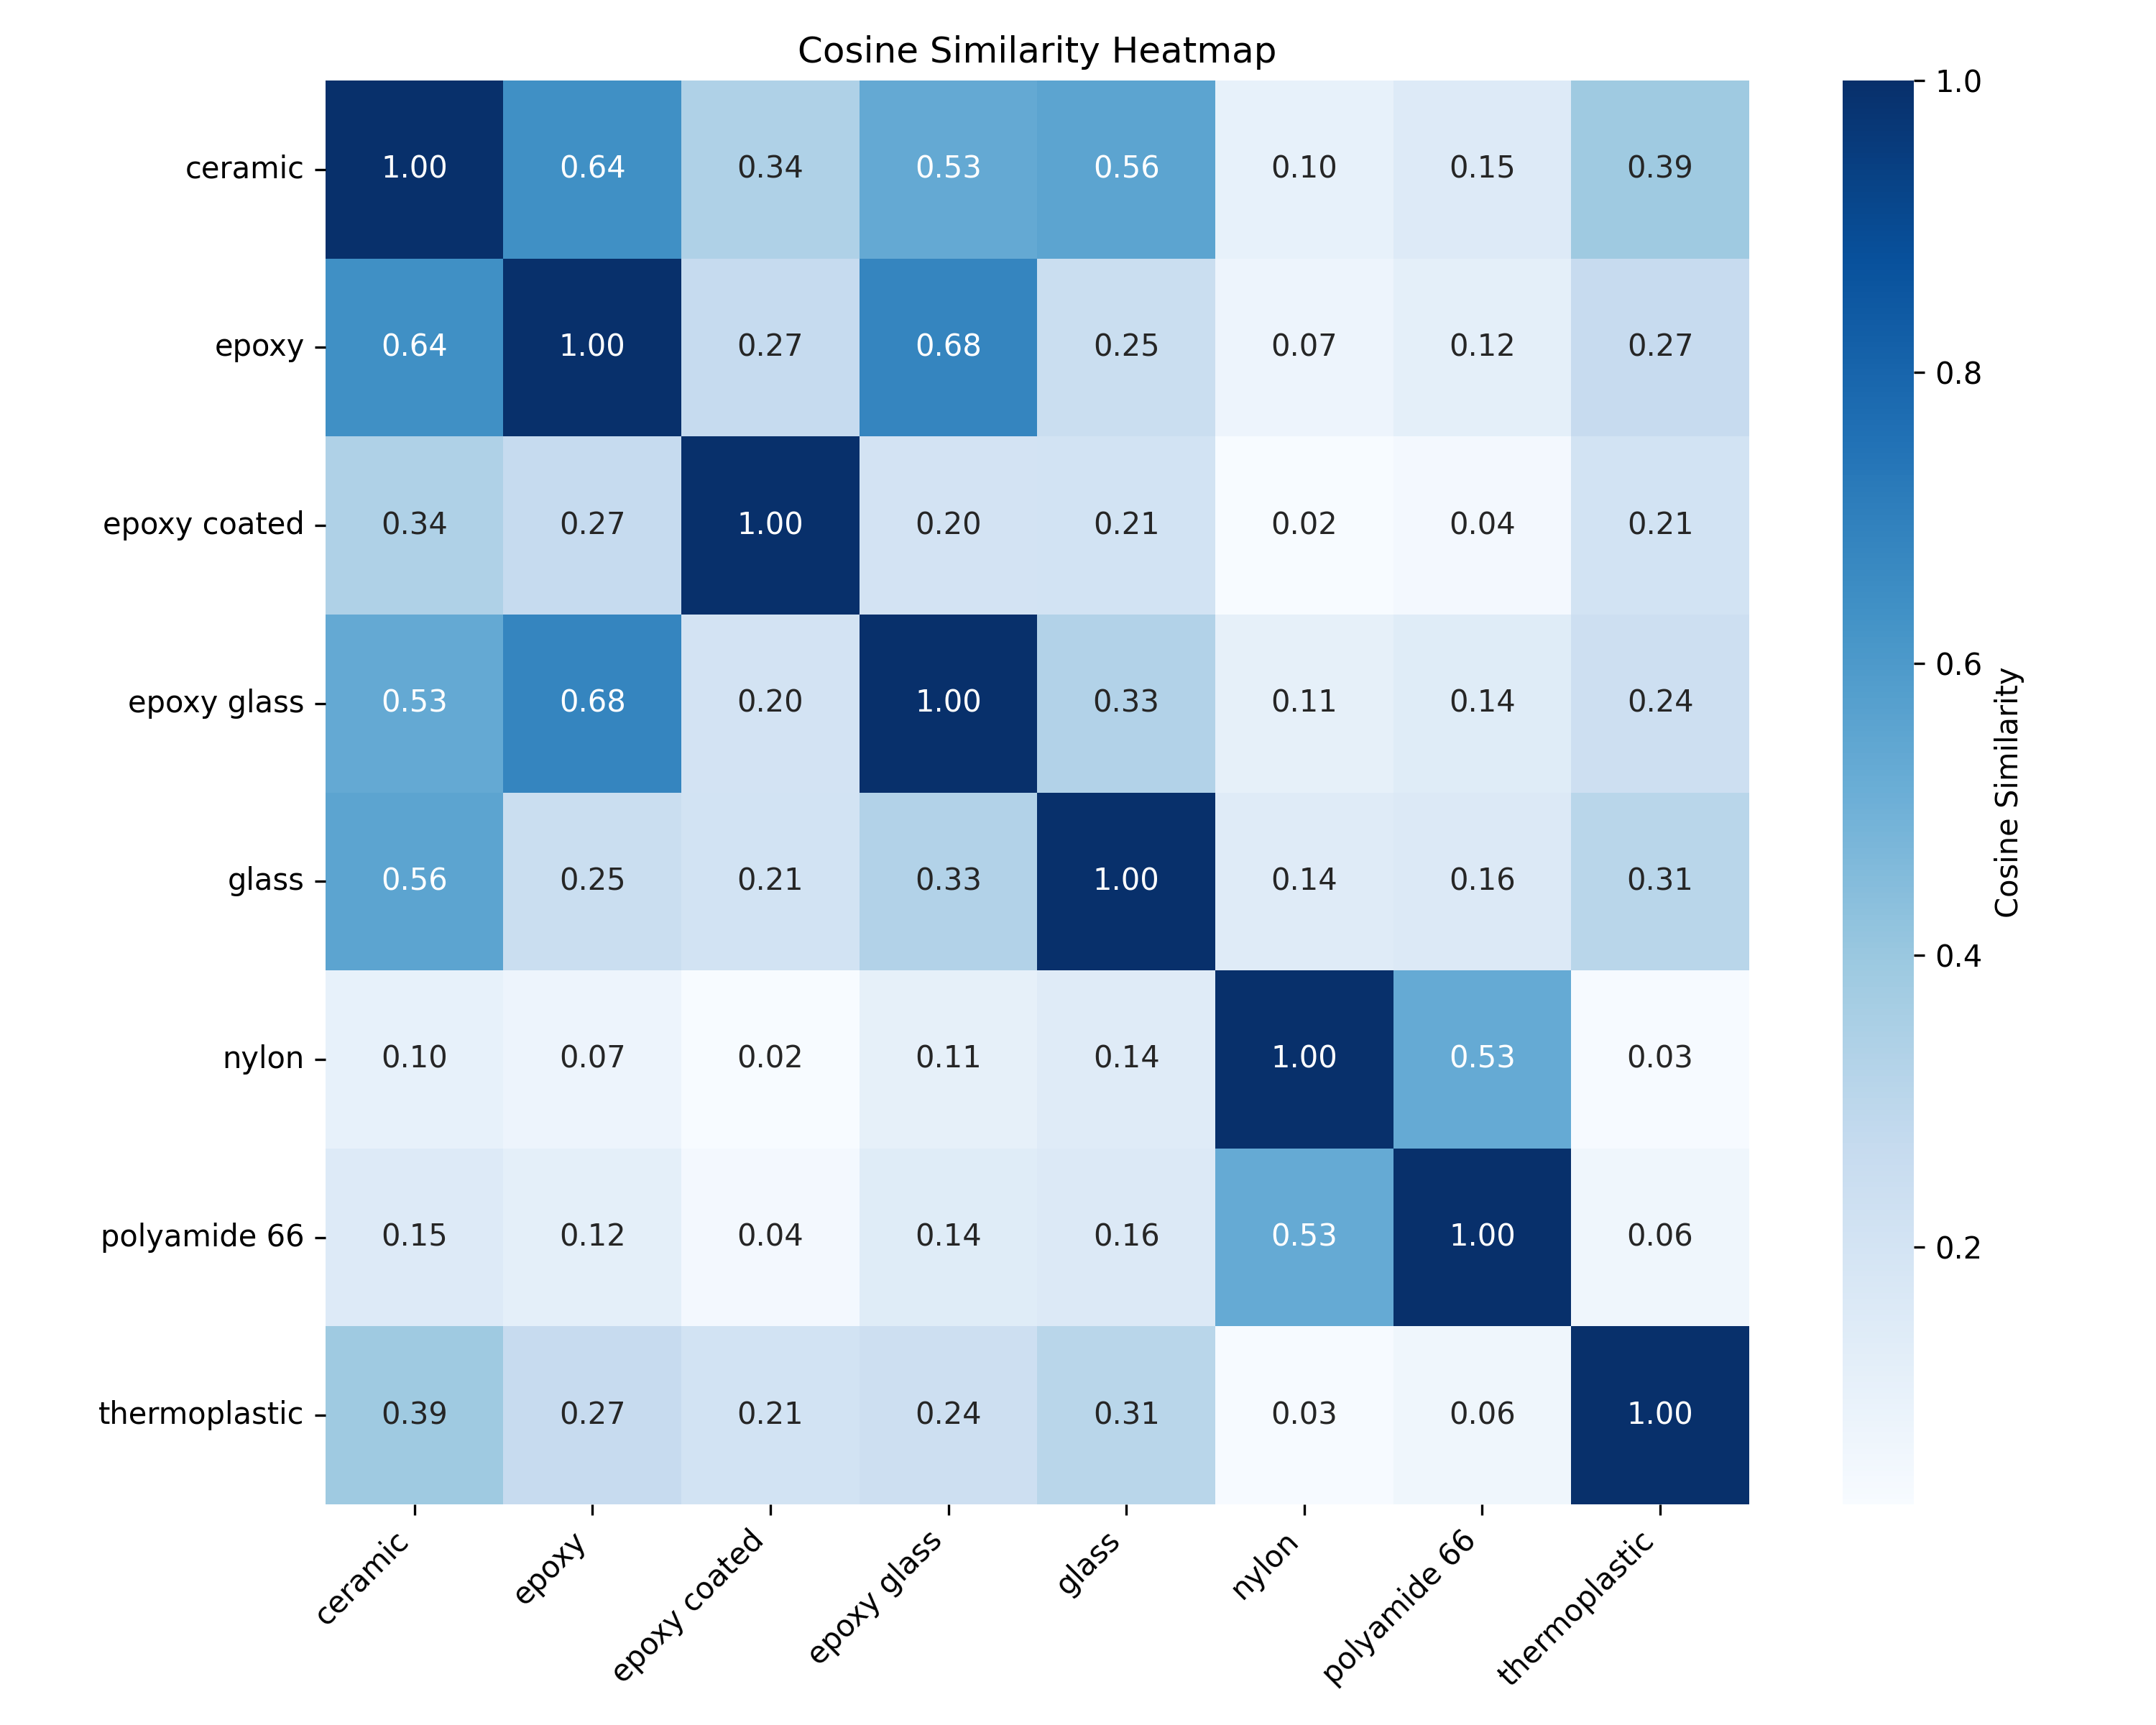 Cosine Similarity Heatmap
ceramic 1.00 0.64 0.34 0.53 0.56 0.10 0.15 0.39
epoxy 0.64 1.00 0.27 0.68 0.25 0.07 0.12 0.27
epoxy coated 0.34 0.27 1.00 0.20 0.21 0.02 0.04 0.21
epoxy glass 0.53 0.68 0.20 1.00 0.33 0.11 0.14 0.24
glass 0.56 0.25 0.21 0.33 1.00 0.14 0.16 0.31
nylon 0.10 0.07 0.02 0.11 0.14 1.00 0.53 0.03
polyamide 66 0.15 0.12 0.04 0.14 0.16 0.53 1.00 0.06
thermoplastic 0.39 0.27 0.21 0.24 0.31 0.03 0.06 1.00
ceramic epoxy epoxy coated epoxy glass glass nylon polyamide 66 thermoplastic
1.0
0.8
0.6
0.4
0.2
Cosine Similarity